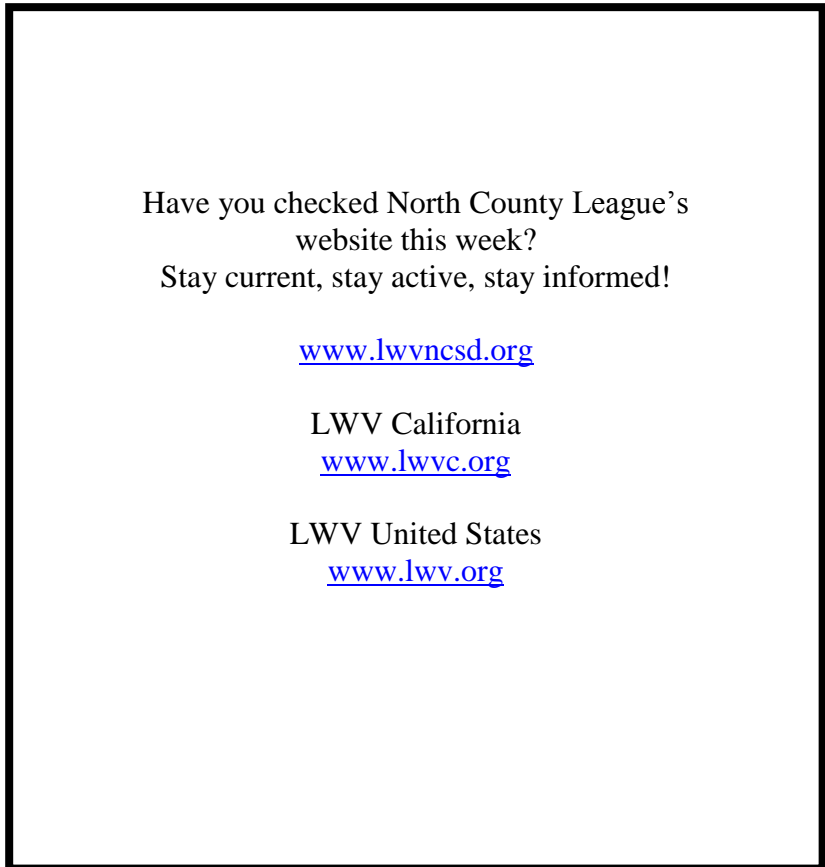 Have you checked North County League’s
website this week?
Stay current, stay active, stay informed!
www.lwvncsd.org
LWV California
www.lwvc.org
LWV United States
www.lwv.org